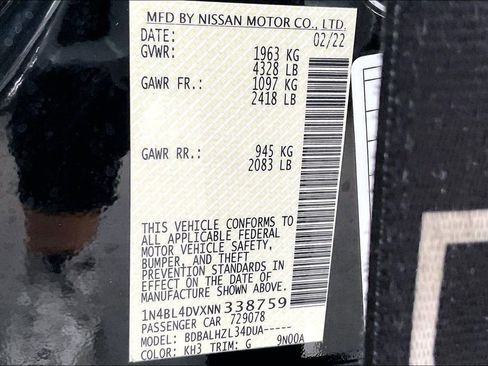 MFD BY NISSAN MOTOR CO., LTD.
DATE: 02/22
GVWR: 1963 KG
4328 LB
GAWR FR.: 1097 KG
2418 LB
GAWR RR.: 945 KG
2083 LB
THIS VEHICLE CONFORMS TO
ALL APPLICABLE FEDERAL
MOTOR VEHICLE SAFETY,
BUMPER, AND THEFT
PREVENTION STANDARDS IN
EFFECT ON THE DATE OF
MANUFACTURE SHOWN ABOVE.
1N4BL4DVXNN338759
PASSENGER CAR 729078
MODEL: BDBALHZL34DUA-----
COLOR: KH3 TRIM: G 9N00A